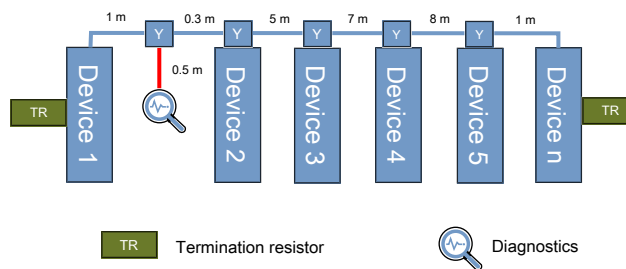 1 m 0.3 m 5 m 7 m 8 m 1 m
Y Y Y Y Y
0.5 m
TR Device 1 Device 2 Device 3 Device 4 Device 5 Device n TR
TR Termination resistor Diagnostics